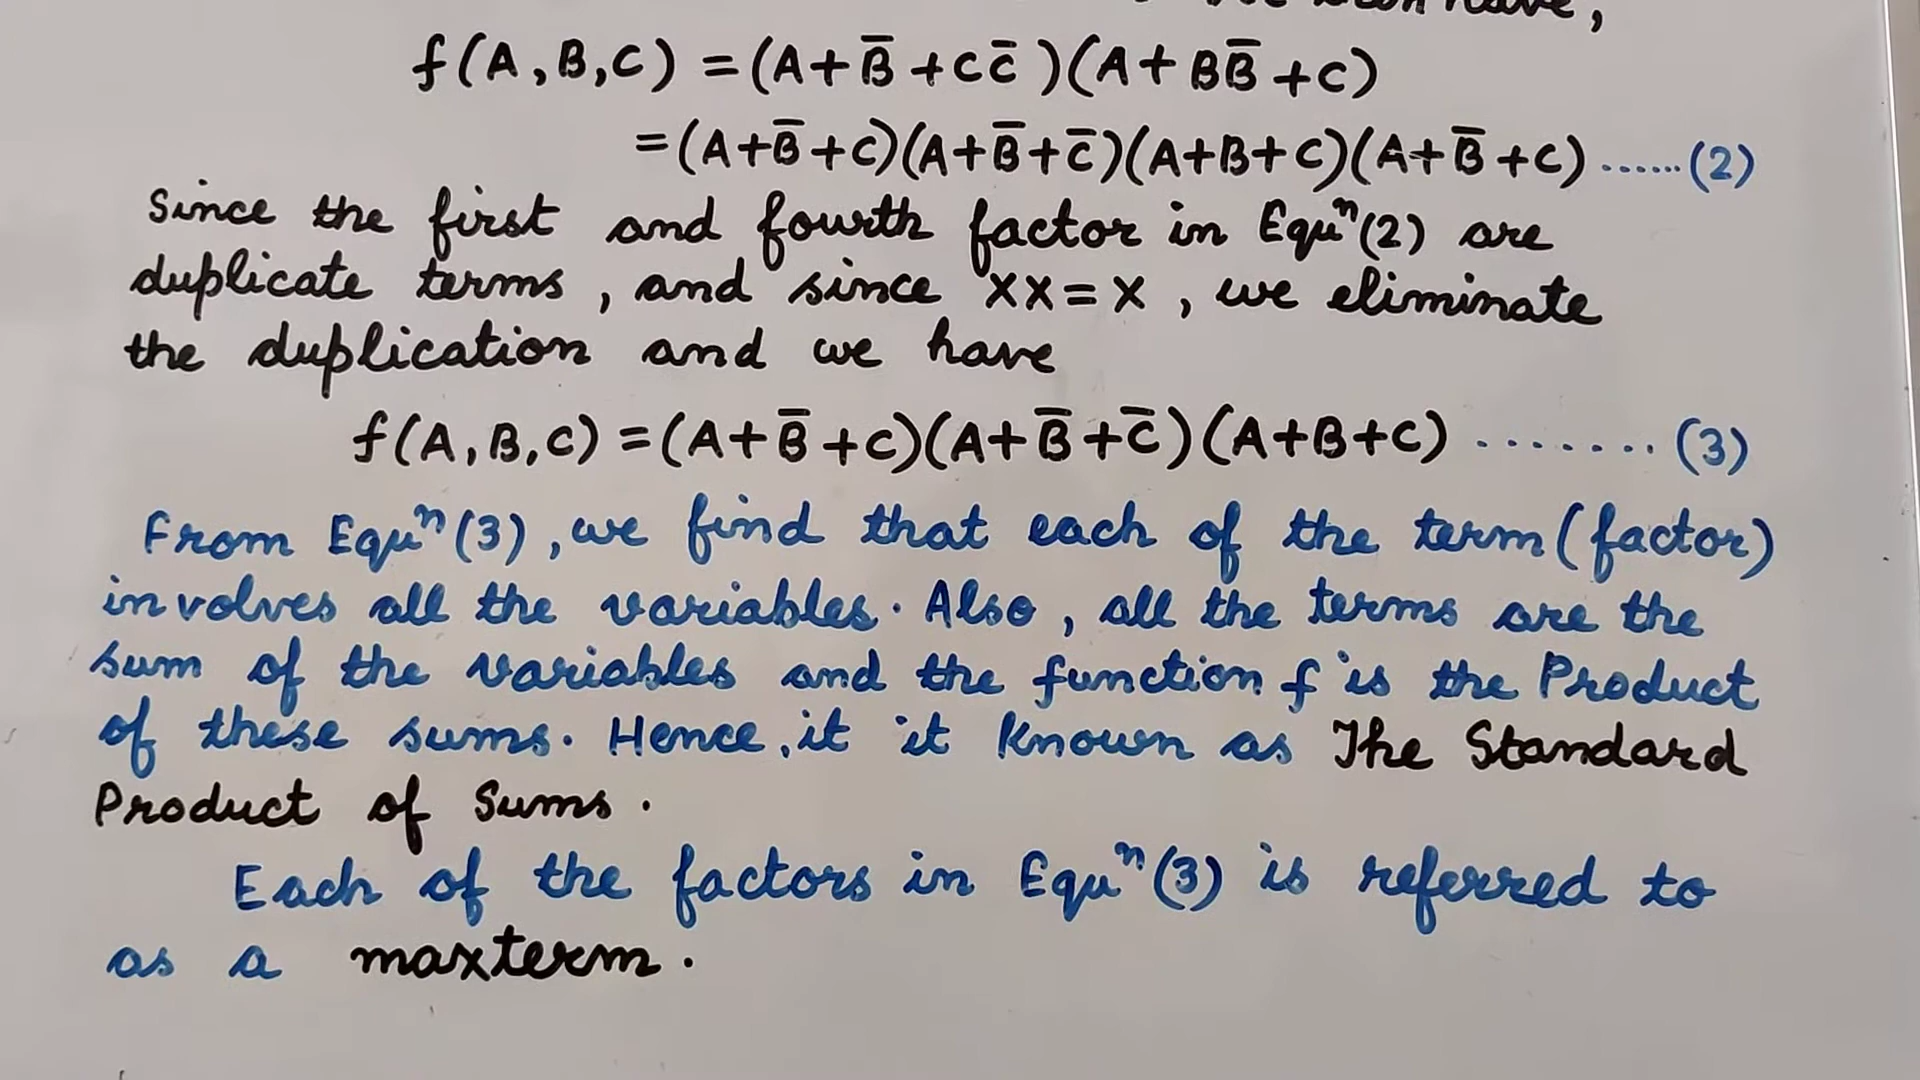 have,
f(A,B,C) = (A+B̅+CC̅)(A+BB̅+C)
=(A+B̅+C)(A+B̅+C̅)(A+B+C)(A+B̅+C)......(2)
Since the first and fourth factor in Equⁿ(2) are
duplicate terms, and since XX=X, we eliminate
the duplication and we have
f(A,B,C)=(A+B̅+C)(A+B̅+C̅)(A+B+C)........(3)
From Equⁿ(3), we find that each of the term(factor)
involves all the variables. Also, all the terms are the
sum of the variables and the function f is the Product
of these sums. Hence, it it known as The Standard
Product of Sums.
Each of the factors in Equⁿ(3) is referred to
as a maxterm.